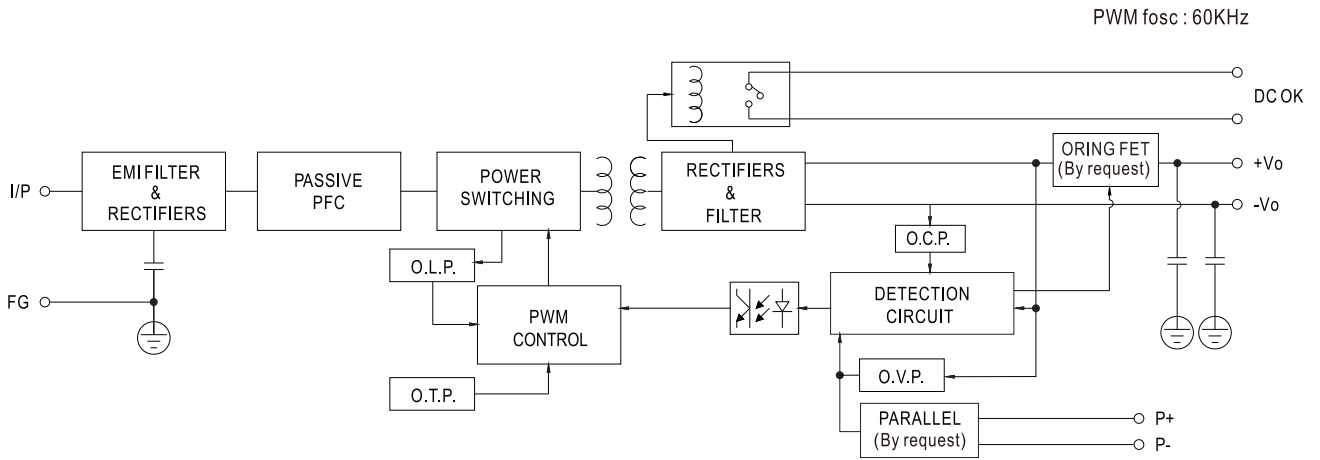 PWM fosc : 60KHz
DC OK
I/P
EMI FILTER
&
RECTIFIERS
PASSIVE
PFC
POWER
SWITCHING
RECTIFIERS
&
FILTER
ORING FET
(By request)
+Vo
-Vo
O.C.P.
O.L.P.
FG
PWM
CONTROL
DETECTION
CIRCUIT
O.T.P.
O.V.P.
PARALLEL
(By request)
P+
P-